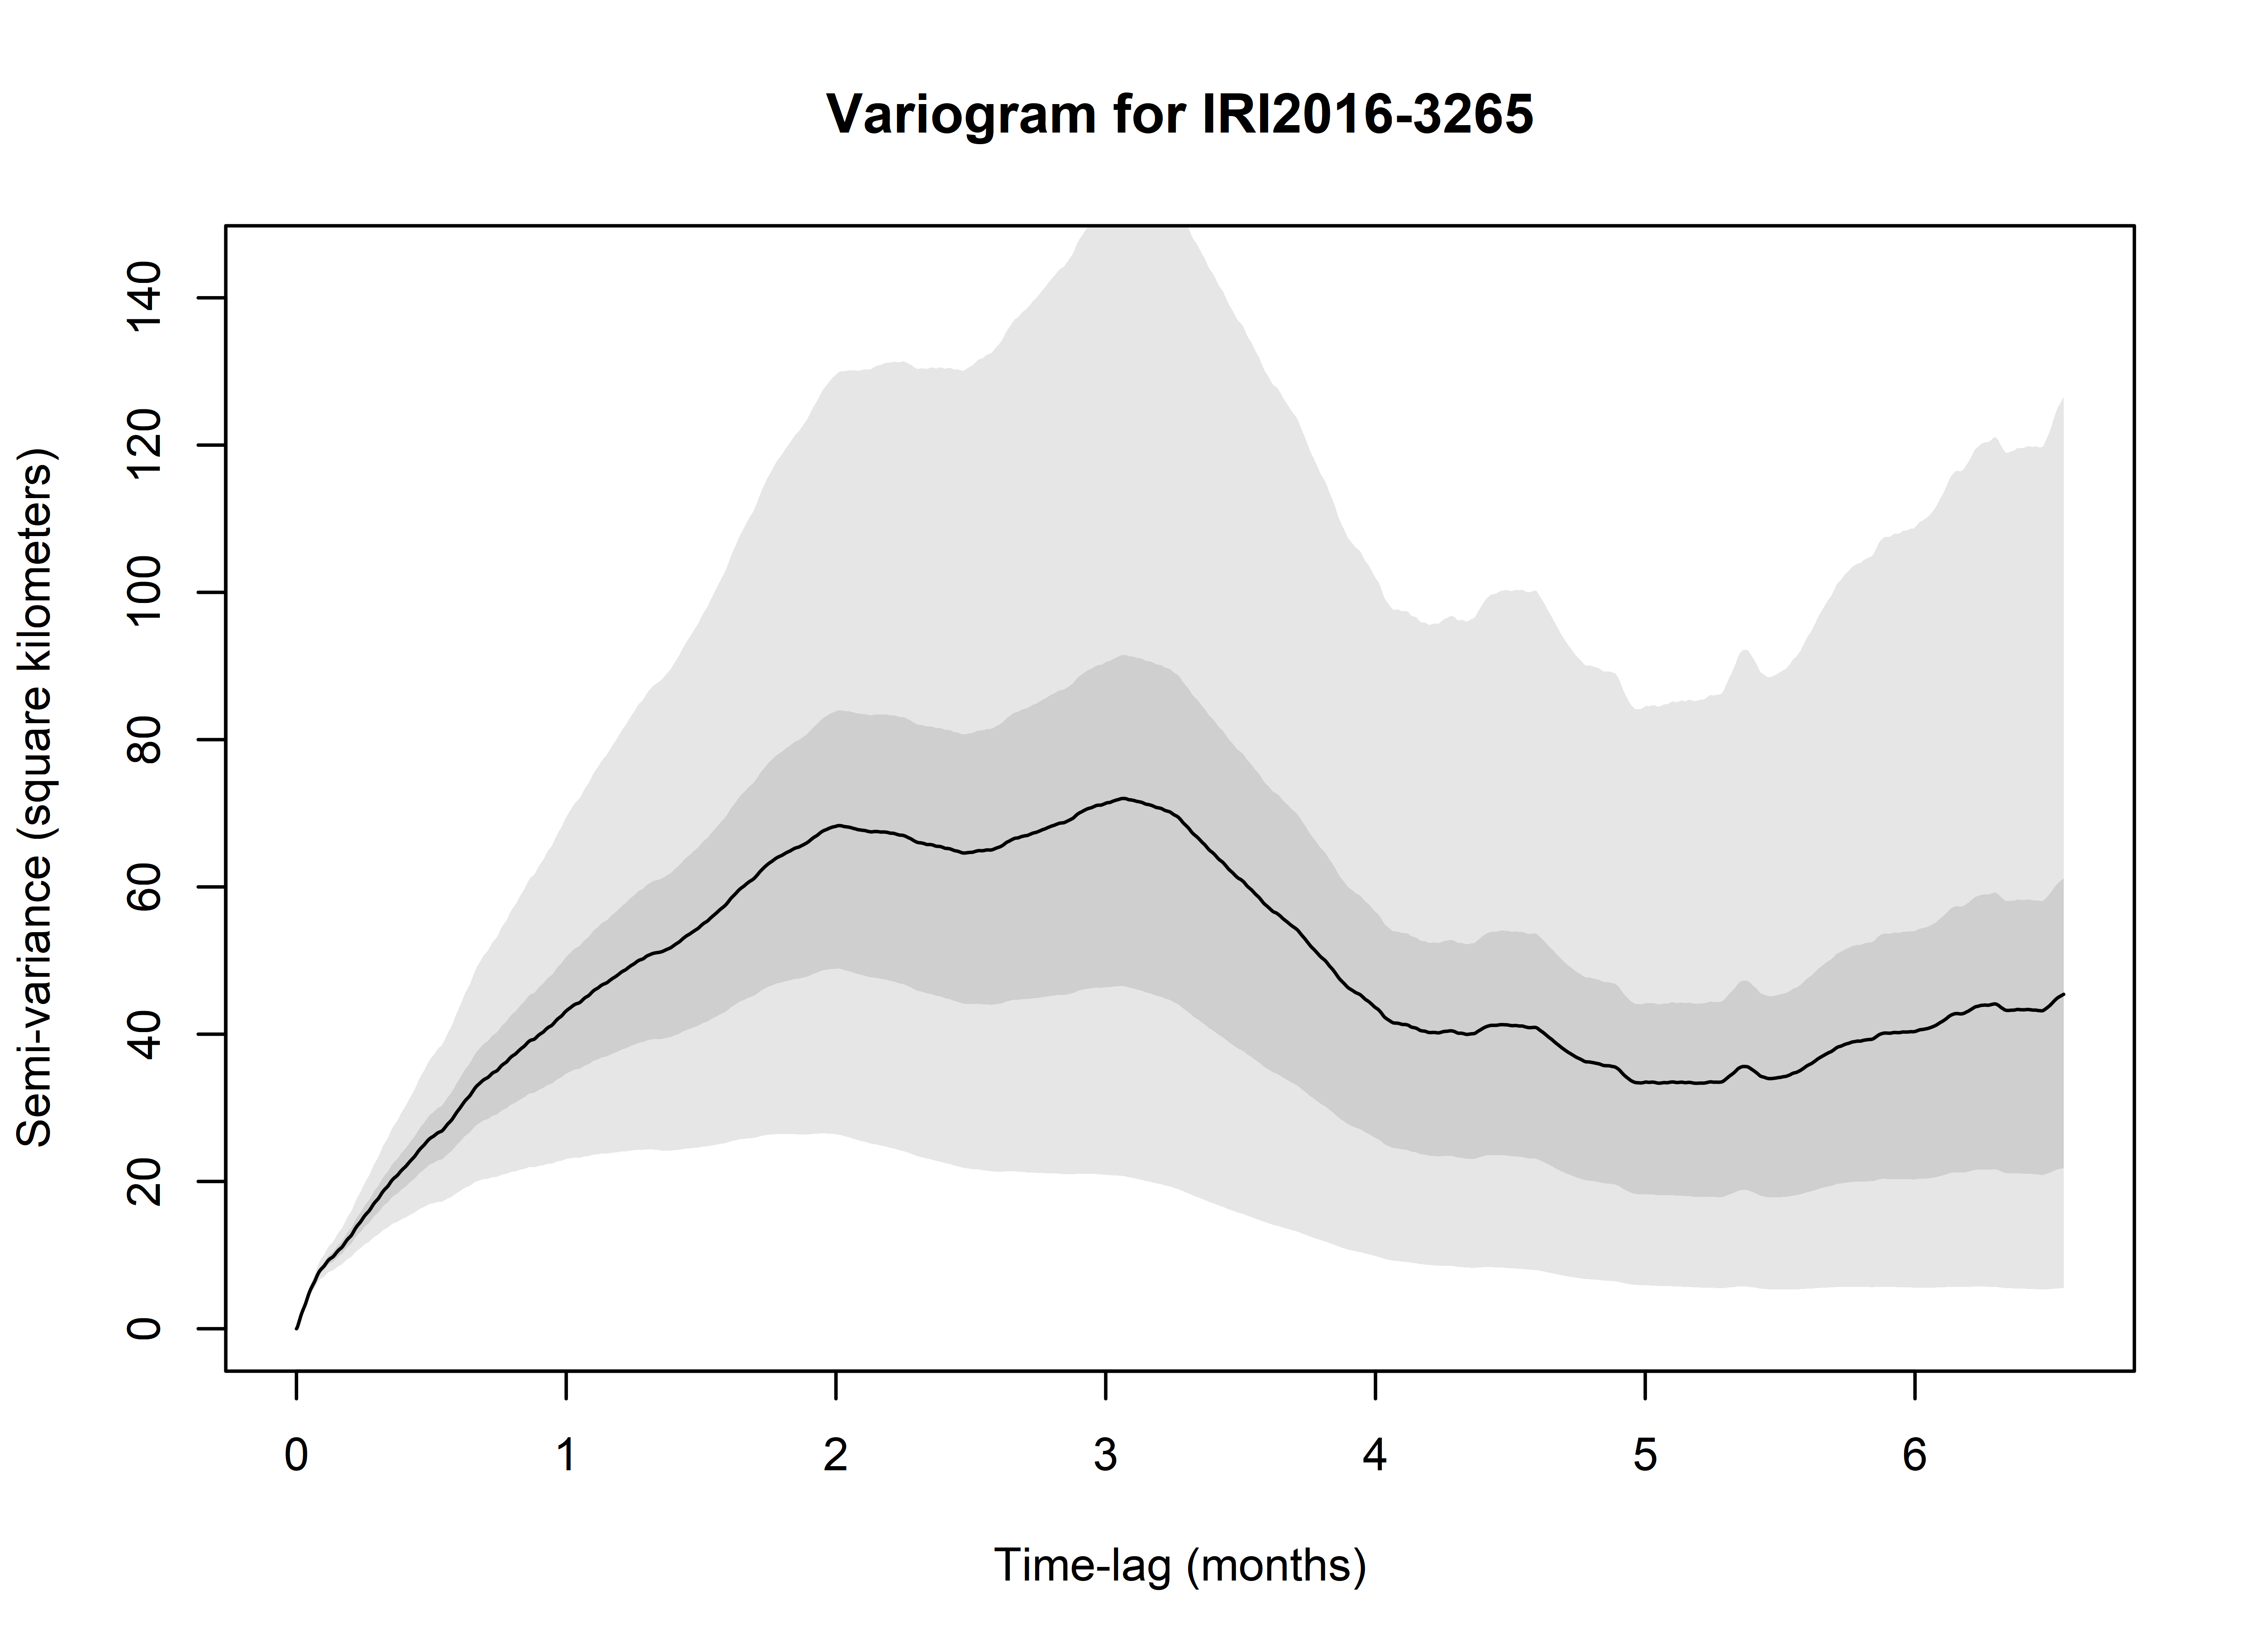 Variogram for IRI2016-3265
Semi-variance (square kilometers)
140
120
100
80
60
40
20
0
0 1 2 3 4 5 6
Time-lag (months)